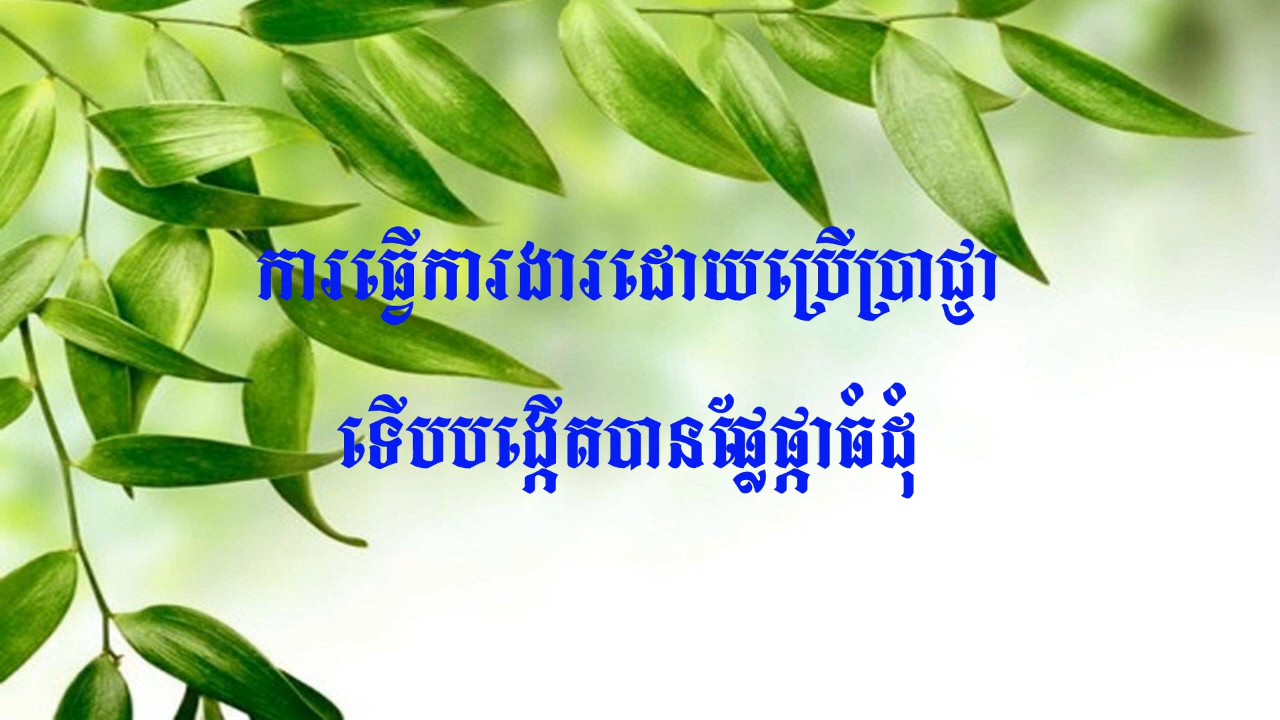 ការធ្វើការងារដោយប្រើប្រាជ្ញា
ទើបបង្កើតបានផ្លែផ្កាធំដុំ